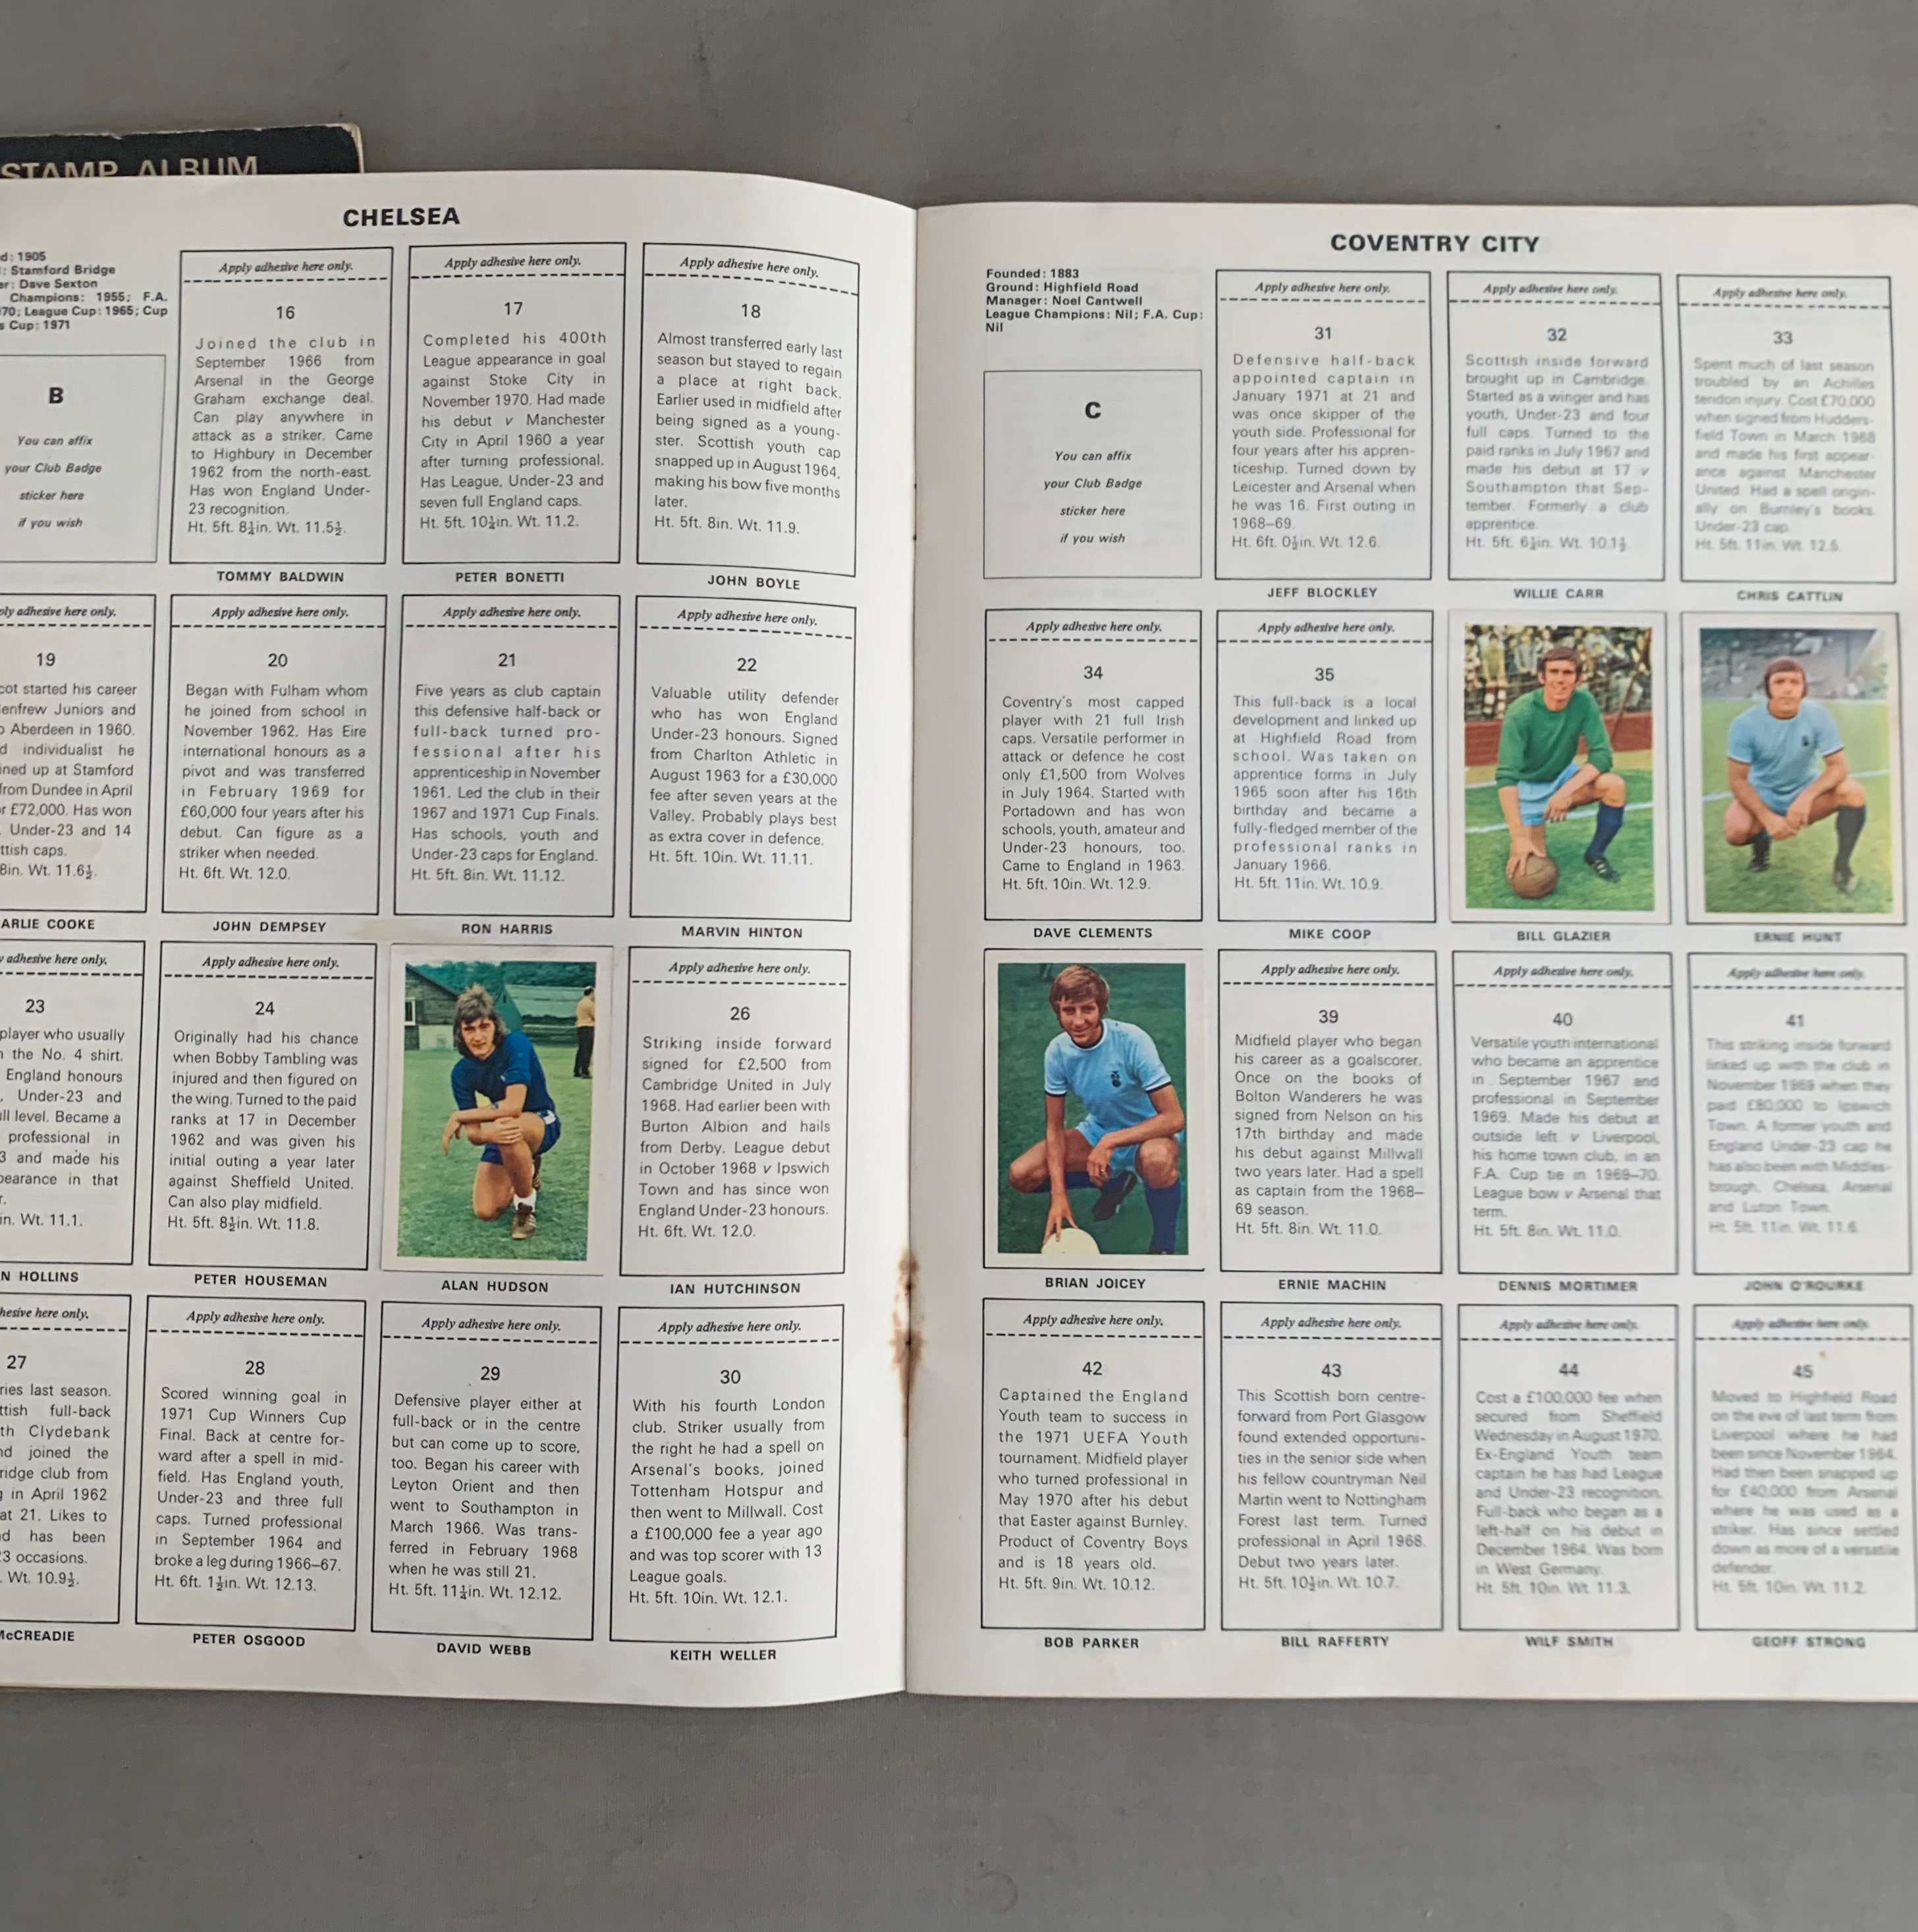 STAMP ALBUM
CHELSEA
d: 1905
: Stamford Bridge
er: Dave Sexton
Champions: 1955; F.A.
70; League Cup: 1965; Cup
s Cup: 1971
B
You can affix
your Club Badge
sticker here
if you wish
Apply adhesive here only.
16
Joined the club in
September 1966 from
Arsenal in the George
Graham exchange deal.
Can play anywhere in
attack as a striker. Came
to Highbury in December
1962 from the north-east.
Has won England Under-
23 recognition.
Ht. 5ft. 8½in. Wt. 11.5½.
TOMMY BALDWIN
Apply adhesive here only.
17
Completed his 400th
League appearance in goal
against Stoke City in
November 1970. Had made
his debut v Manchester
City in April 1960 a year
after turning professional.
Has League, Under-23 and
seven full England caps.
Ht. 5ft. 10½in. Wt. 11.2.
PETER BONETTI
Apply adhesive here only.
18
Almost transferred early last
season but stayed to regain
a place at right back.
Earlier used in midfield after
being signed as a young-
ster. Scottish youth cap
snapped up in August 1964,
making his bow five months
later.
Ht. 5ft. 8in. Wt. 11.9.
JOHN BOYLE
ply adhesive here only.
19
cot started his career
enfrew Juniors and
o Aberdeen in 1960.
d individualist he
ned up at Stamford
from Dundee in April
r £72,000. Has won
Under-23 and 14
ttish caps.
8in. Wt. 11.6½.
ARLIE COOKE
Apply adhesive here only.
20
Began with Fulham whom
he joined from school in
November 1962. Has Eire
international honours as a
pivot and was transferred
in February 1969 for
£60,000 four years after his
debut. Can figure as a
striker when needed.
Ht. 6ft. Wt. 12.0.
JOHN DEMPSEY
Apply adhesive here only.
21
Five years as club captain
this defensive half-back or
full-back turned pro-
fessional after his
apprenticeship in November
1961. Led the club in their
1967 and 1971 Cup Finals.
Has schools, youth and
Under-23 caps for England.
Ht. 5ft. 8in. Wt. 11.12.
RON HARRIS
Apply adhesive here only.
22
Valuable utility defender
who has won England
Under-23 honours. Signed
from Charlton Athletic in
August 1963 for a £30,000
fee after seven years at the
Valley. Probably plays best
as extra cover in defence.
Ht. 5ft. 10in. Wt. 11.11.
MARVIN HINTON
y adhesive here only.
23
player who usually
n the No. 4 shirt.
England honours
, Under-23 and
ll level. Became a
professional in
3 and made his
pearance in that
r.
in. Wt. 11.1.
N HOLLINS
Apply adhesive here only.
24
Originally had his chance
when Bobby Tambling was
injured and then figured on
the wing. Turned to the paid
ranks at 17 in December
1962 and was given his
initial outing a year later
against Sheffield United.
Can also play midfield.
Ht. 5ft. 8½in. Wt. 11.8.
PETER HOUSEMAN
ALAN HUDSON
Apply adhesive here only.
26
Striking inside forward
signed for £2,500 from
Cambridge United in July
1968. Had earlier been with
Burton Albion and hails
from Derby. League debut
in October 1968 v Ipswich
Town and has since won
England Under-23 honours.
Ht. 6ft. Wt. 12.0.
IAN HUTCHINSON
hesive here only.
27
ries last season.
ttish full-back
th Clydebank
nd joined the
ridge club from
g in April 1962
at 21. Likes to
nd has been
3 occasions.
. Wt. 10.9½.
McCREADIE
Apply adhesive here only.
28
Scored winning goal in
1971 Cup Winners Cup
Final. Back at centre for-
ward after a spell in mid-
field. Has England youth,
Under-23 and three full
caps. Turned professional
in September 1964 and
broke a leg during 1966–67.
Ht. 6ft. 1½in. Wt. 12.13.
PETER OSGOOD
Apply adhesive here only.
29
Defensive player either at
full-back or in the centre
but can come up to score,
too. Began his career with
Leyton Orient and then
went to Southampton in
March 1966. Was trans-
ferred in February 1968
when he was still 21.
Ht. 5ft. 11½in. Wt. 12.12.
DAVID WEBB
Apply adhesive here only.
30
With his fourth London
club. Striker usually from
the right he had a spell on
Arsenal's books, joined
Tottenham Hotspur and
then went to Millwall. Cost
a £100,000 fee a year ago
and was top scorer with 13
League goals.
Ht. 5ft. 10in. Wt. 12.1.
KEITH WELLER
COVENTRY CITY
Founded: 1883
Ground: Highfield Road
Manager: Noel Cantwell
League Champions: Nil; F.A. Cup:
Nil
C
You can affix
your Club Badge
sticker here
if you wish
Apply adhesive here only.
31
Defensive half-back
appointed captain in
January 1971 at 21 and
was once skipper of the
youth side. Professional for
four years after his appren-
ticeship. Turned down by
Leicester and Arsenal when
he was 16. First outing in
1968–69.
Ht. 6ft. 0½in. Wt. 12.6.
JEFF BLOCKLEY
Apply adhesive here only.
32
Scottish inside forward
brought up in Cambridge.
Started as a winger and has
youth, Under-23 and four
full caps. Turned to the
paid ranks in July 1967 and
made his debut at 17 v
Southampton that Sep-
tember. Formerly a club
apprentice.
Ht. 5ft. 6½in. Wt. 10.1½.
WILLIE CARR
Apply adhesive here only.
33
Spent much of last season
troubled by an Achilles
tendon injury. Cost £70,000
when signed from Hudders-
field Town in March 1968
and made his first appear-
ance against Manchester
United. Had a spell origin-
ally on Burnley's books.
Under-23 cap.
Ht. 5ft. 11in. Wt. 12.5.
CHRIS CATTLIN
Apply adhesive here only.
34
Coventry's most capped
player with 21 full Irish
caps. Versatile performer in
attack or defence he cost
only £1,500 from Wolves
in July 1964. Started with
Portadown and has won
schools, youth, amateur and
Under-23 honours, too.
Came to England in 1963.
Ht. 5ft. 10in. Wt. 12.9.
DAVE CLEMENTS
Apply adhesive here only.
35
This full-back is a local
development and linked up
at Highfield Road from
school. Was taken on
apprentice forms in July
1965 soon after his 16th
birthday and became a
fully-fledged member of the
professional ranks in
January 1966.
Ht. 5ft. 11in. Wt. 10.9.
MIKE COOP
BILL GLAZIER
ERNIE HUNT
BRIAN JOICEY
Apply adhesive here only.
39
Midfield player who began
his career as a goalscorer.
Once on the books of
Bolton Wanderers he was
signed from Nelson on his
17th birthday and made
his debut against Millwall
two years later. Had a spell
as captain from the 1968–
69 season.
Ht. 5ft. 8in. Wt. 11.0.
ERNIE MACHIN
Apply adhesive here only.
40
Versatile youth international
who became an apprentice
in September 1967 and
professional in September
1969. Made his debut at
outside left v Liverpool,
his home town club, in an
F.A. Cup tie in 1969–70.
League bow v Arsenal that
term.
Ht. 5ft. 8in. Wt. 11.0.
DENNIS MORTIMER
Apply adhesive here only.
41
This striking inside forward
linked up with the club in
November 1969 when they
paid £80,000 to Ipswich
Town. A former youth and
England Under-23 cap he
has also been with Middles-
brough, Chelsea, Arsenal
and Luton Town.
Ht. 5ft. 11in. Wt. 11.6.
JOHN O'ROURKE
Apply adhesive here only.
42
Captained the England
Youth team to success in
the 1971 UEFA Youth
tournament. Midfield player
who turned professional in
May 1970 after his debut
that Easter against Burnley.
Product of Coventry Boys
and is 18 years old.
Ht. 5ft. 9in. Wt. 10.12.
BOB PARKER
Apply adhesive here only.
43
This Scottish born centre-
forward from Port Glasgow
found extended opportuni-
ties in the senior side when
his fellow countryman Neil
Martin went to Nottingham
Forest last term. Turned
professional in April 1968.
Debut two years later.
Ht. 5ft. 10½in. Wt. 10.7.
BILL RAFFERTY
Apply adhesive here only.
44
Cost a £100,000 fee when
secured from Sheffield
Wednesday in August 1970.
Ex-England Youth team
captain he has had League
and Under-23 recognition.
Full-back who began as a
left-half on his debut in
December 1964. Was born
in West Germany.
Ht. 5ft. 10in. Wt. 11.3.
WILF SMITH
Apply adhesive here only.
45
Moved to Highfield Road
on the eve of last term from
Liverpool where he had
been since November 1964.
Had then been snapped up
for £40,000 from Arsenal
where he was used as a
striker. Has since settled
down as more of a versatile
defender.
Ht. 5ft. 10in. Wt. 11.2.
GEOFF STRONG